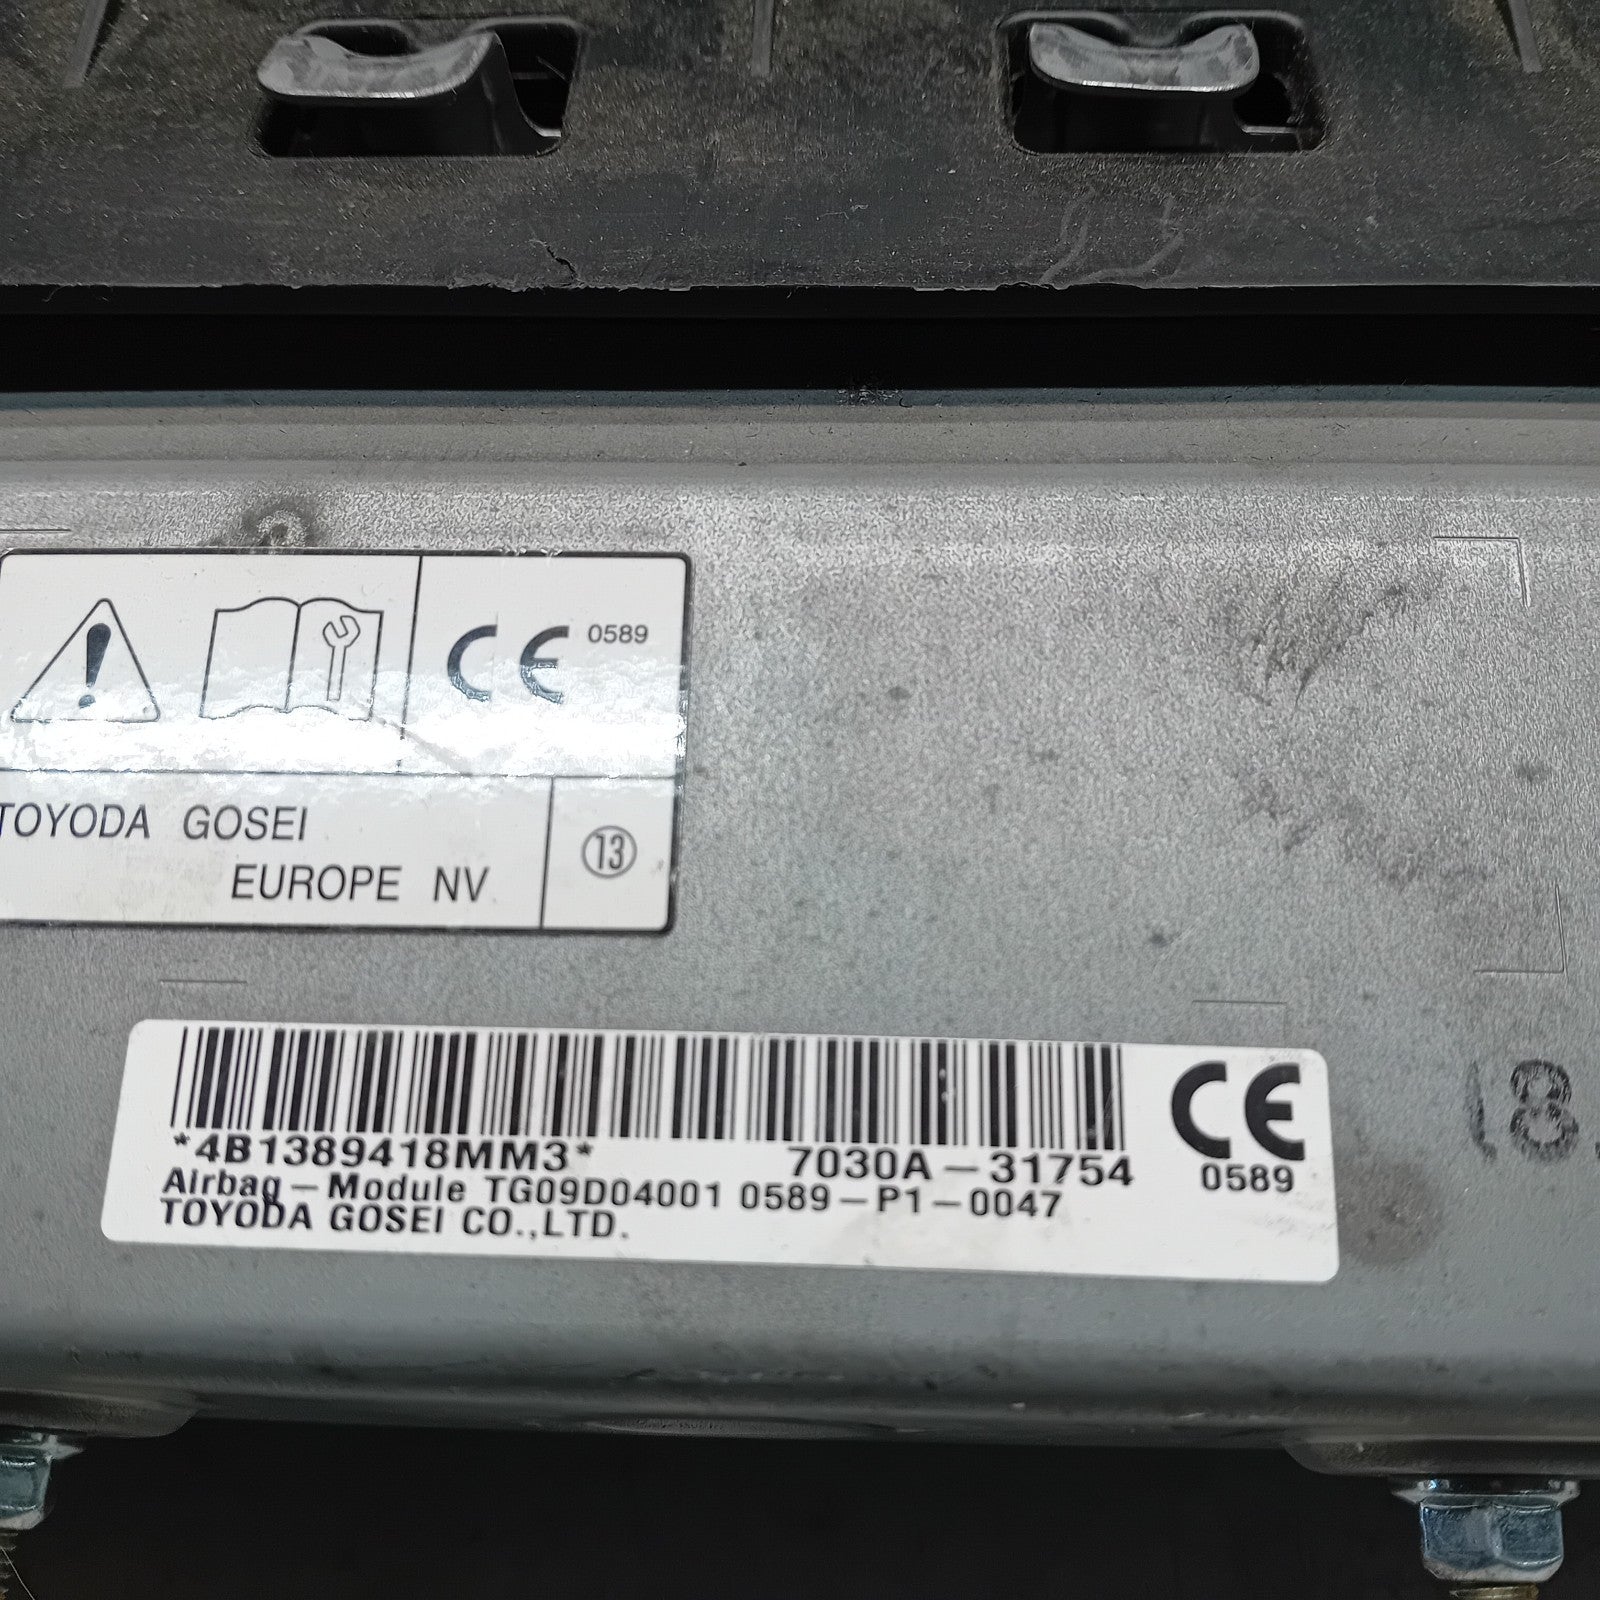 CE 0589
TOYODA GOSEI
EUROPE NV
13
*4B1389418MM3* 7030A-31754
Airbag-Module TG09D04001 0589-P1-0047
TOYODA GOSEI CO.,LTD.
CE
0589